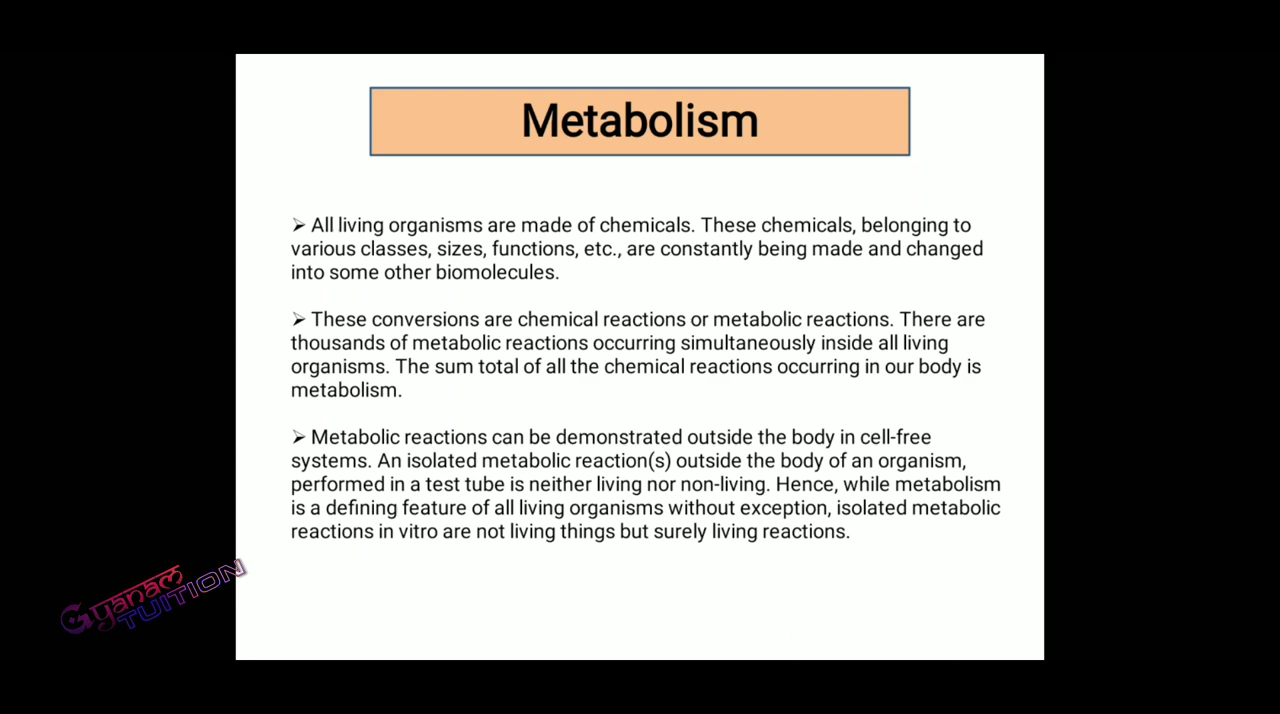 Metabolism
➢ All living organisms are made of chemicals. These chemicals, belonging to
various classes, sizes, functions, etc., are constantly being made and changed
into some other biomolecules.
➢ These conversions are chemical reactions or metabolic reactions. There are
thousands of metabolic reactions occurring simultaneously inside all living
organisms. The sum total of all the chemical reactions occurring in our body is
metabolism.
➢ Metabolic reactions can be demonstrated outside the body in cell-free
systems. An isolated metabolic reaction(s) outside the body of an organism,
performed in a test tube is neither living nor non-living. Hence, while metabolism
is a defining feature of all living organisms without exception, isolated metabolic
reactions in vitro are not living things but surely living reactions.
Gyanam
TUITION